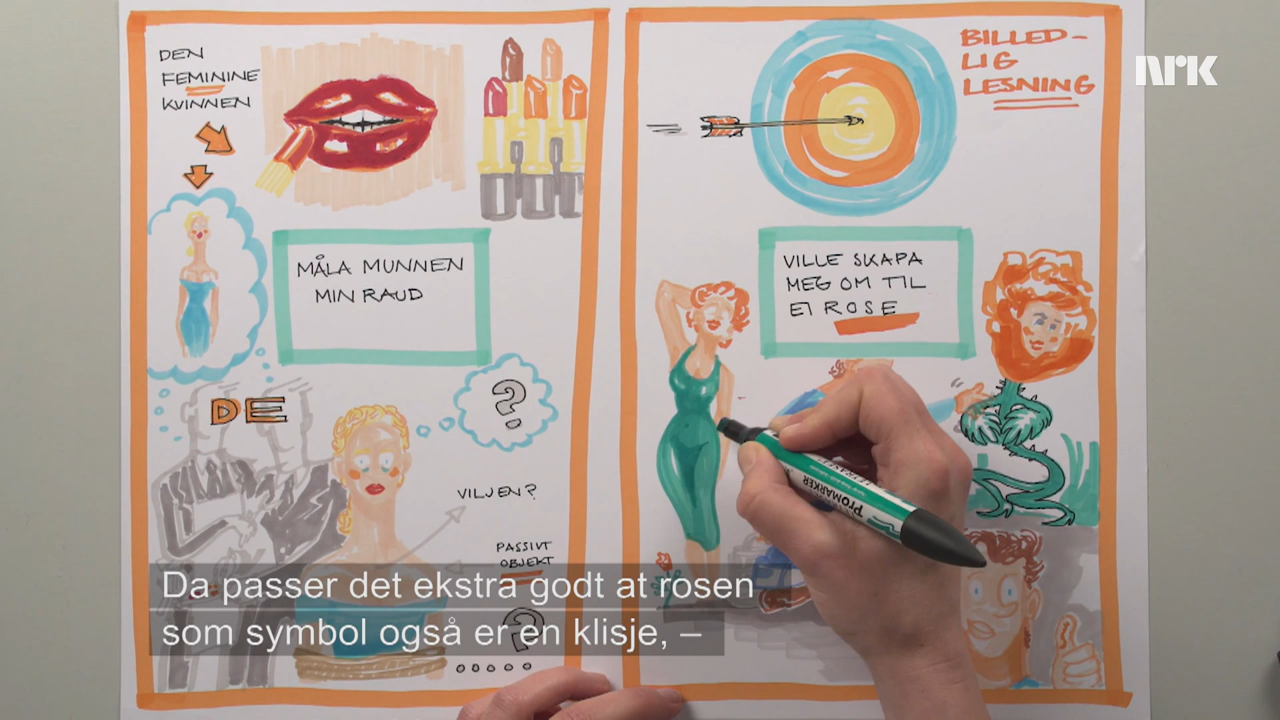 DEN
FEMININE
KVINNEN
MÅLA MUNNEN
MIN RAUD
DE
?
VILJEN?
PASSIVT
OBJEKT
?
BILLED-
LIG
LESNING
nrk
VILLE SKAPA
MEG OM TIL
EI ROSE
PROMARKER
Da passer det ekstra godt at rosen
som symbol også er en klisje, –